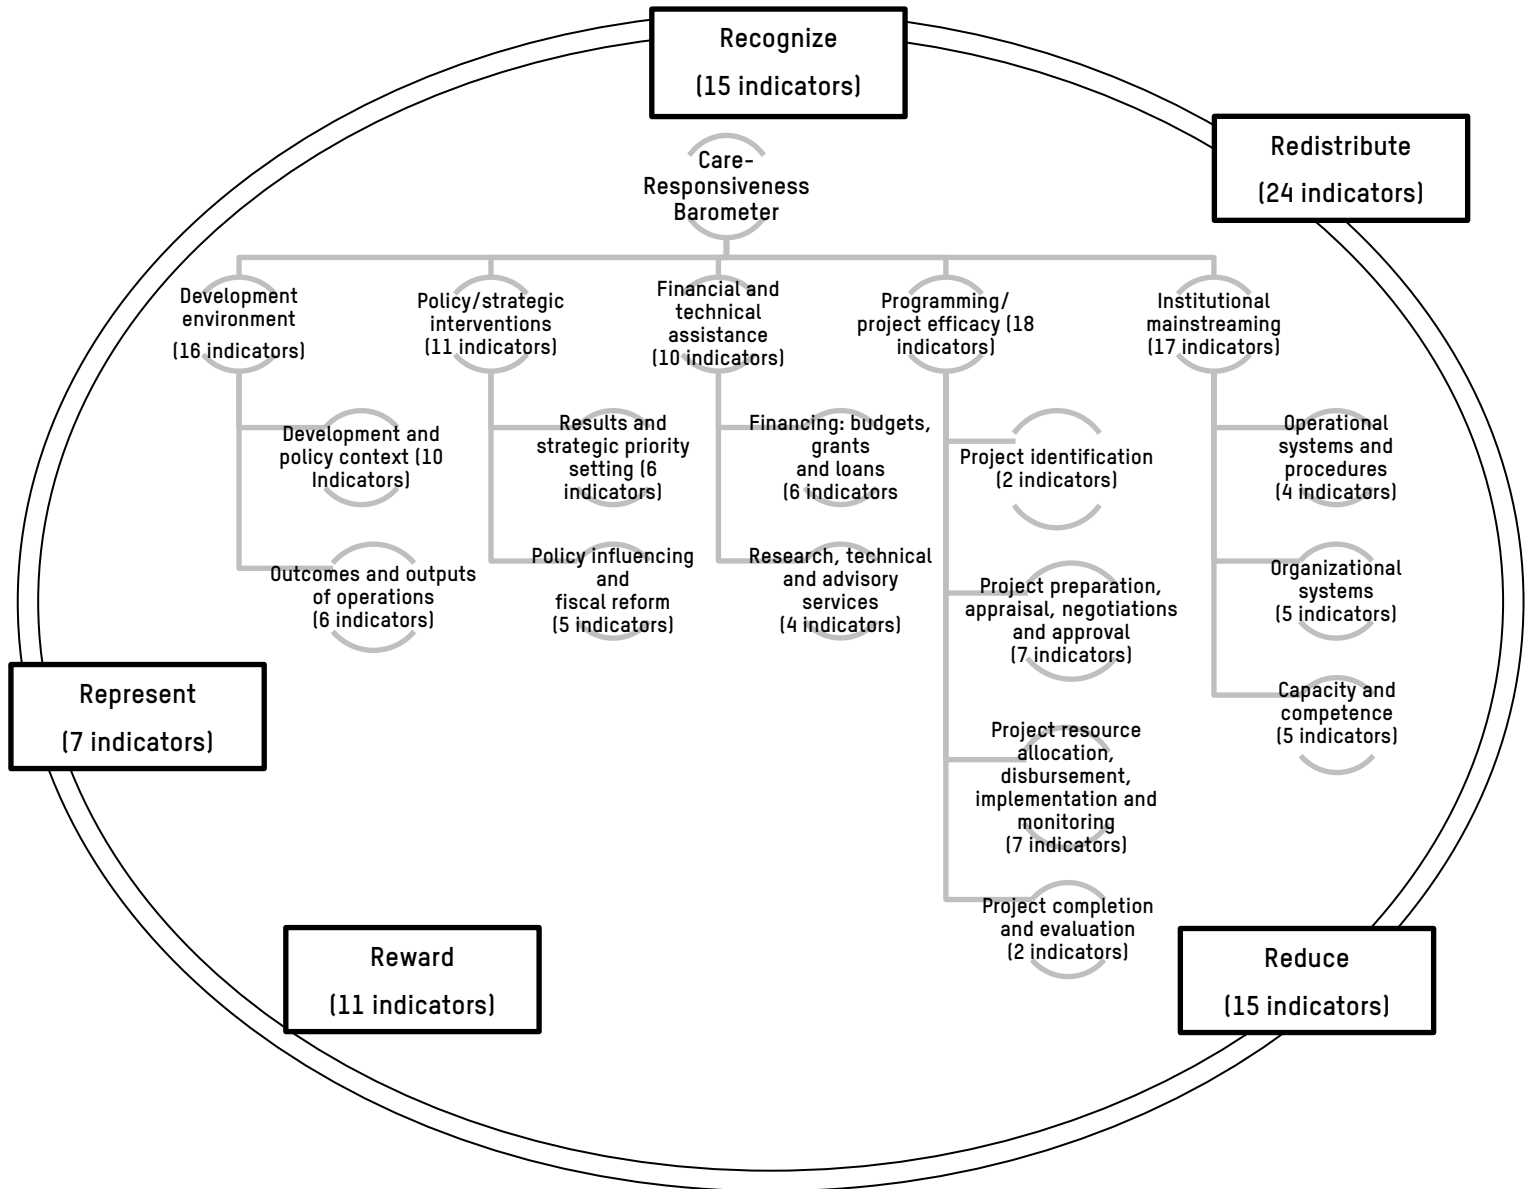 Recognize
(15 indicators)
Redistribute
(24 indicators)
Care-
Responsiveness
Barometer
Development
environment
(16 indicators)
Policy/strategic
interventions
(11 indicators)
Financial and
technical
assistance
(10 indicators)
Programming/
project efficacy (18
indicators)
Institutional
mainstreaming
(17 indicators)
Development and
policy context (10
Indicators)
Outcomes and outputs
of operations
(6 indicators)
Results and
strategic priority
setting (6
indicators)
Policy influencing
and
fiscal reform
(5 indicators)
Financing: budgets,
grants
and loans
(6 indicators
Research, technical
and advisory
services
(4 indicators)
Project identification
(2 indicators)
Project preparation,
appraisal, negotiations
and approval
(7 indicators)
Project resource
allocation,
disbursement,
implementation and
monitoring
(7 indicators)
Project completion
and evaluation
(2 indicators)
Operational
systems and
procedures
(4 indicators)
Organizational
systems
(5 indicators)
Capacity and
competence
(5 indicators)
Represent
(7 indicators)
Reward
(11 indicators)
Reduce
(15 indicators)